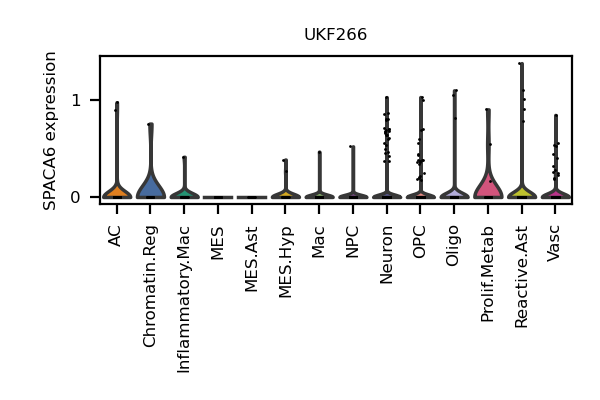 UKF266
SPACA6 expression
1
0
AC
Chromatin.Reg
Inflammatory.Mac
MES
MES.Ast
MES.Hyp
Mac
NPC
Neuron
OPC
Oligo
Prolif.Metab
Reactive.Ast
Vasc